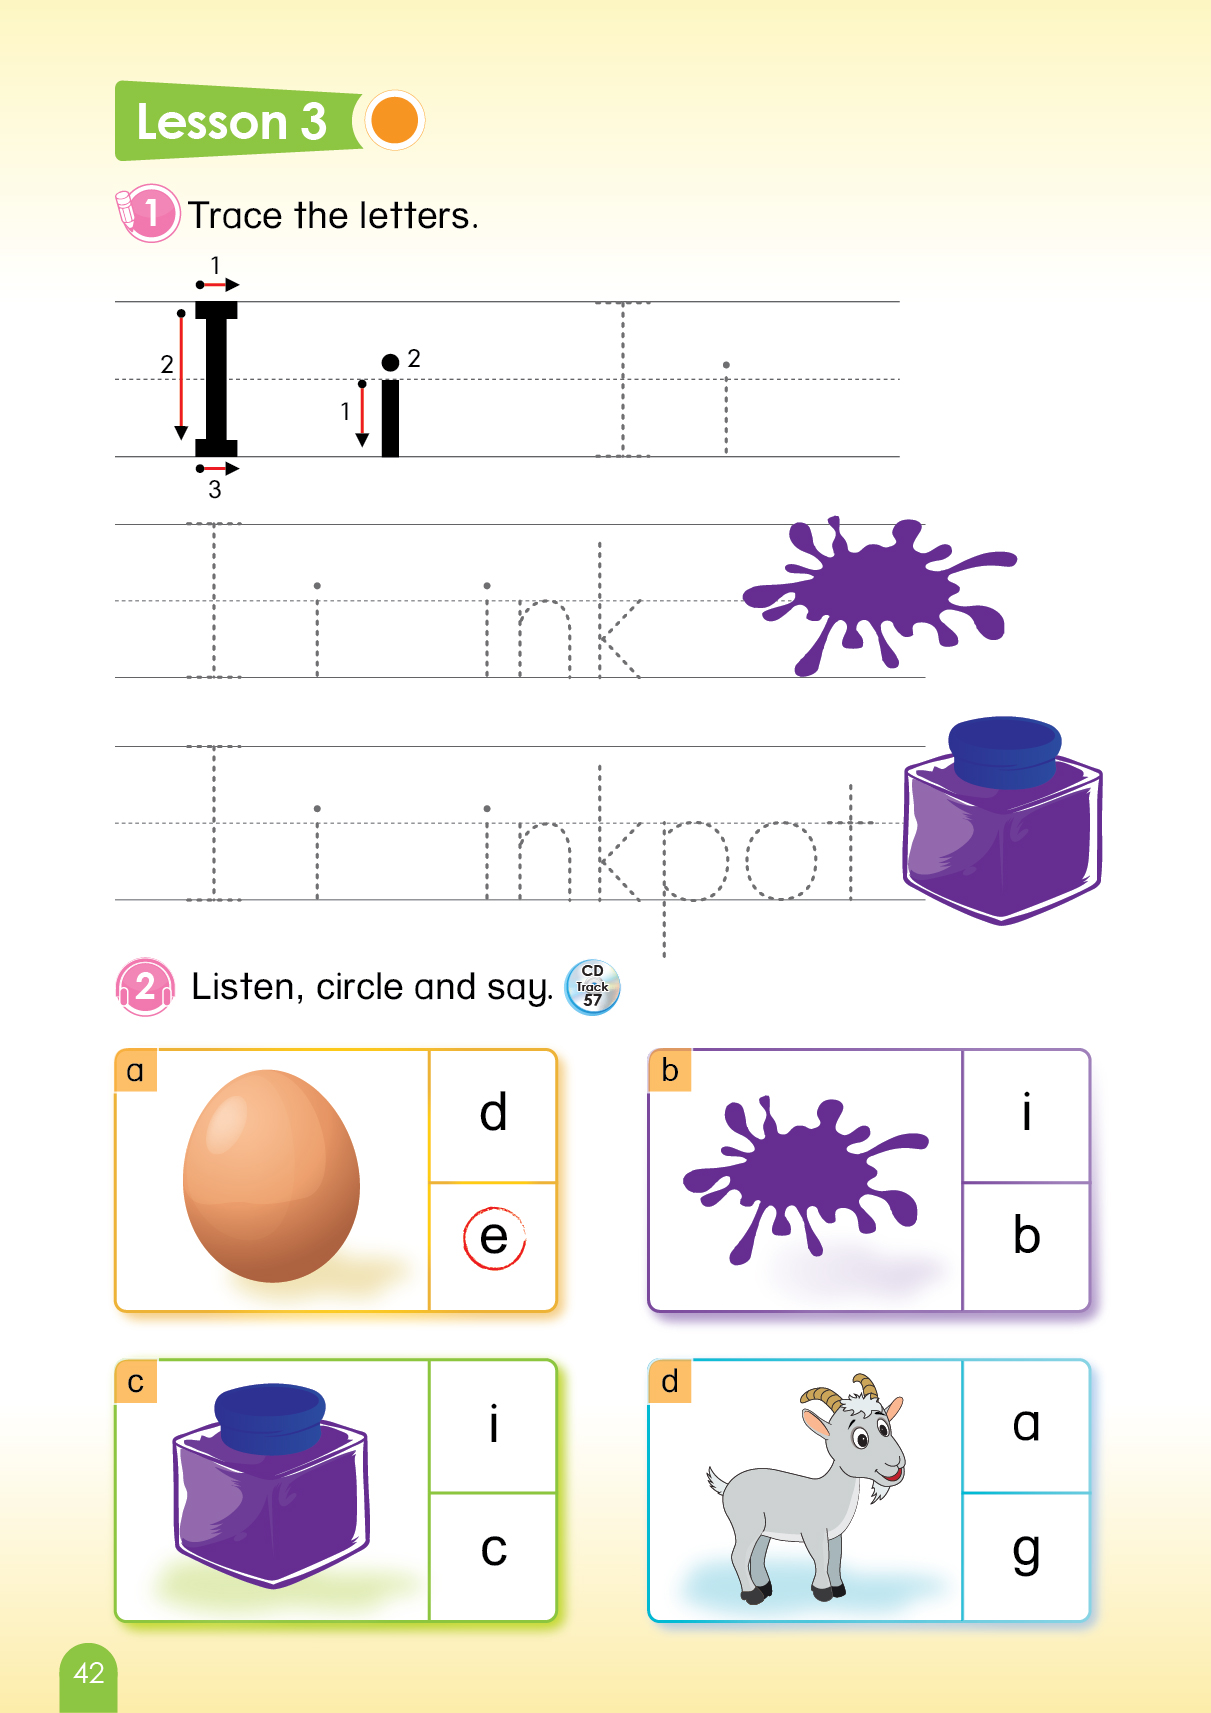 Lesson 3
1 Trace the letters.
1
2
I i I i
2
1
3
I i ink
I i inkpot
2 Listen, circle and say. CD Track 57
a
d
e
b
i
b
c
i
c
d
a
g
42